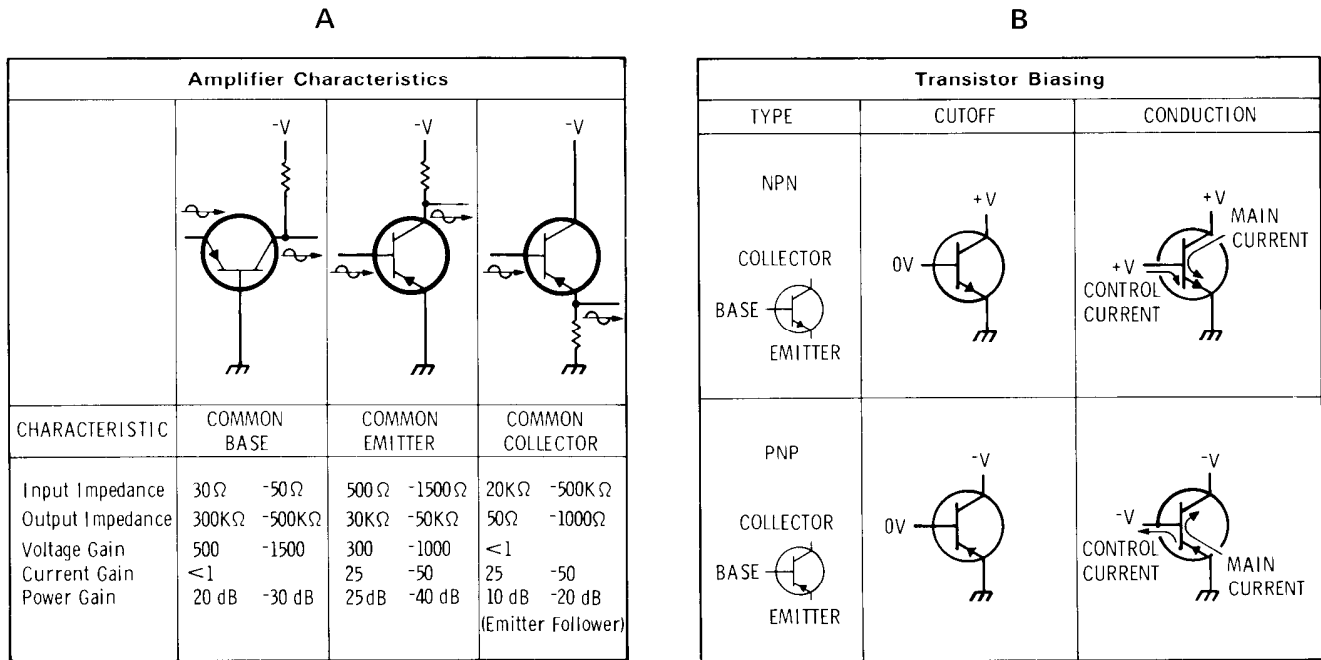 A
Amplifier Characteristics
-V
-V
-V
CHARACTERISTIC
COMMON BASE
COMMON EMITTER
COMMON COLLECTOR
Input Impedance 30Ω -50Ω 500Ω -1500Ω 20KΩ -500KΩ
Output Impedance 300KΩ -500KΩ 30KΩ -50KΩ 50Ω -1000Ω
Voltage Gain 500 -1500 300 -1000 <1
Current Gain <1 25 -50 25 -50
Power Gain 20 dB -30 dB 25 dB -40 dB 10 dB -20 dB
(Emitter Follower)
B
Transistor Biasing
TYPE CUTOFF CONDUCTION
NPN
COLLECTOR
BASE
EMITTER
+V
0V
+V
MAIN
CURRENT
+V
CONTROL
CURRENT
PNP
COLLECTOR
BASE
EMITTER
-V
0V
-V
-V
CONTROL
CURRENT
MAIN
CURRENT